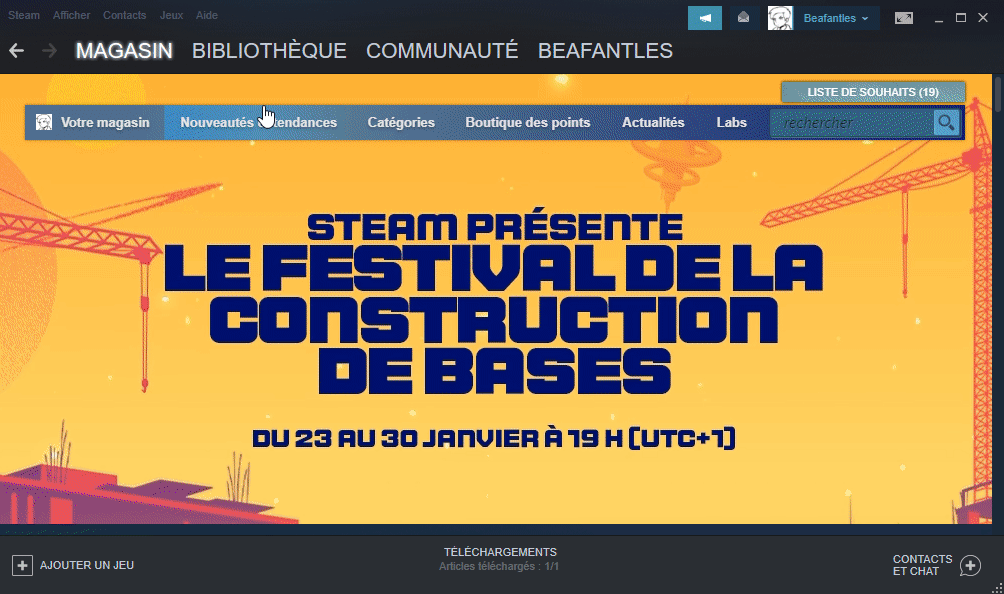 Steam Afficher Contacts Jeux Aide
Beafantles
MAGASIN BIBLIOTHÈQUE COMMUNAUTÉ BEAFANTLES
LISTE DE SOUHAITS (19)
Votre magasin Nouveautés tendances Catégories Boutique des points Actualités Labs rechercher
STEAM PRÉSENTE
LE FESTIVAL DE LA
CONSTRUCTION
DE BASES
DU 23 AU 30 JANVIER À 19 H (UTC+1)
TÉLÉCHARGEMENTS
AJOUTER UN JEU
Articles téléchargés : 1/1
CONTACTS
ET CHAT